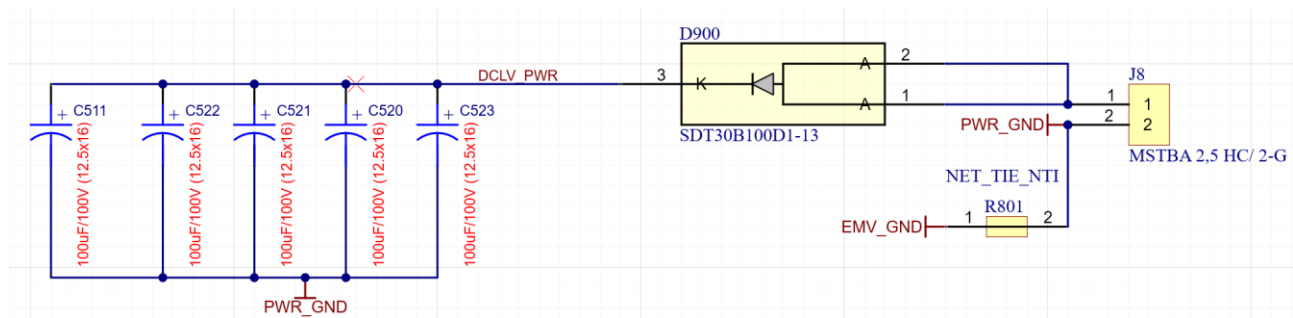 D900
DCLV_PWR
3
K
A
2
A
1
SDT30B100D1-13
J8
1
1
2
2
PWR_GND
MSTBA 2,5 HC/ 2-G
NET_TIE_NTI
R801
EMV_GND
1
2
+
C511
100uF/100V (12.5x16)
+
C522
100uF/100V (12.5x16)
+
C521
100uF/100V (12.5x16)
+
C520
100uF/100V (12.5x16)
+
C523
100uF/100V (12.5x16)
PWR_GND